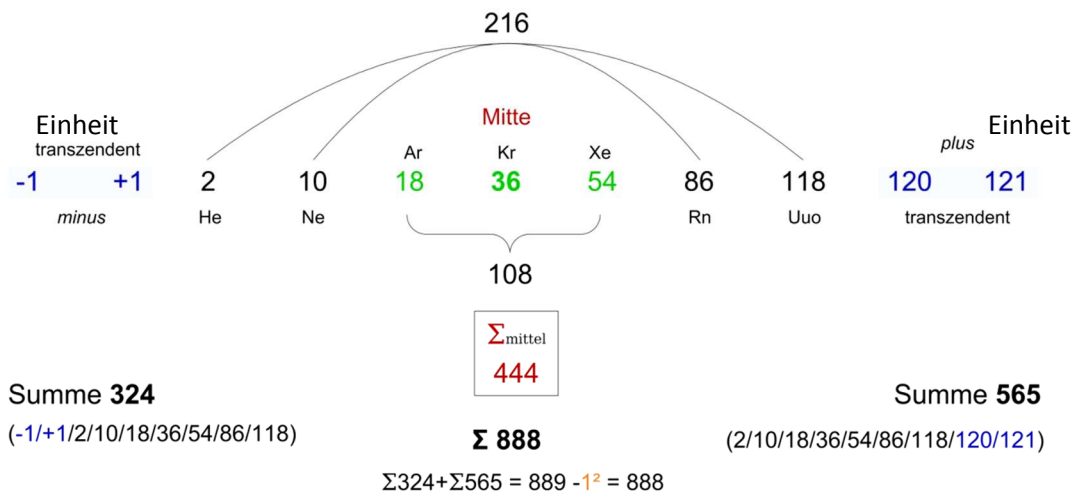 216
Einheit Mitte Einheit
transzendent plus
Ar Kr Xe
-1 +1 2 10 18 36 54 86 118 120 121
minus He Ne Rn Uuo transzendent
108
Σmittel
444
Summe 324 Summe 565
(-1/+1/2/10/18/36/54/86/118) Σ 888 (2/10/18/36/54/86/118/120/121)
Σ324+Σ565 = 889 -1² = 888